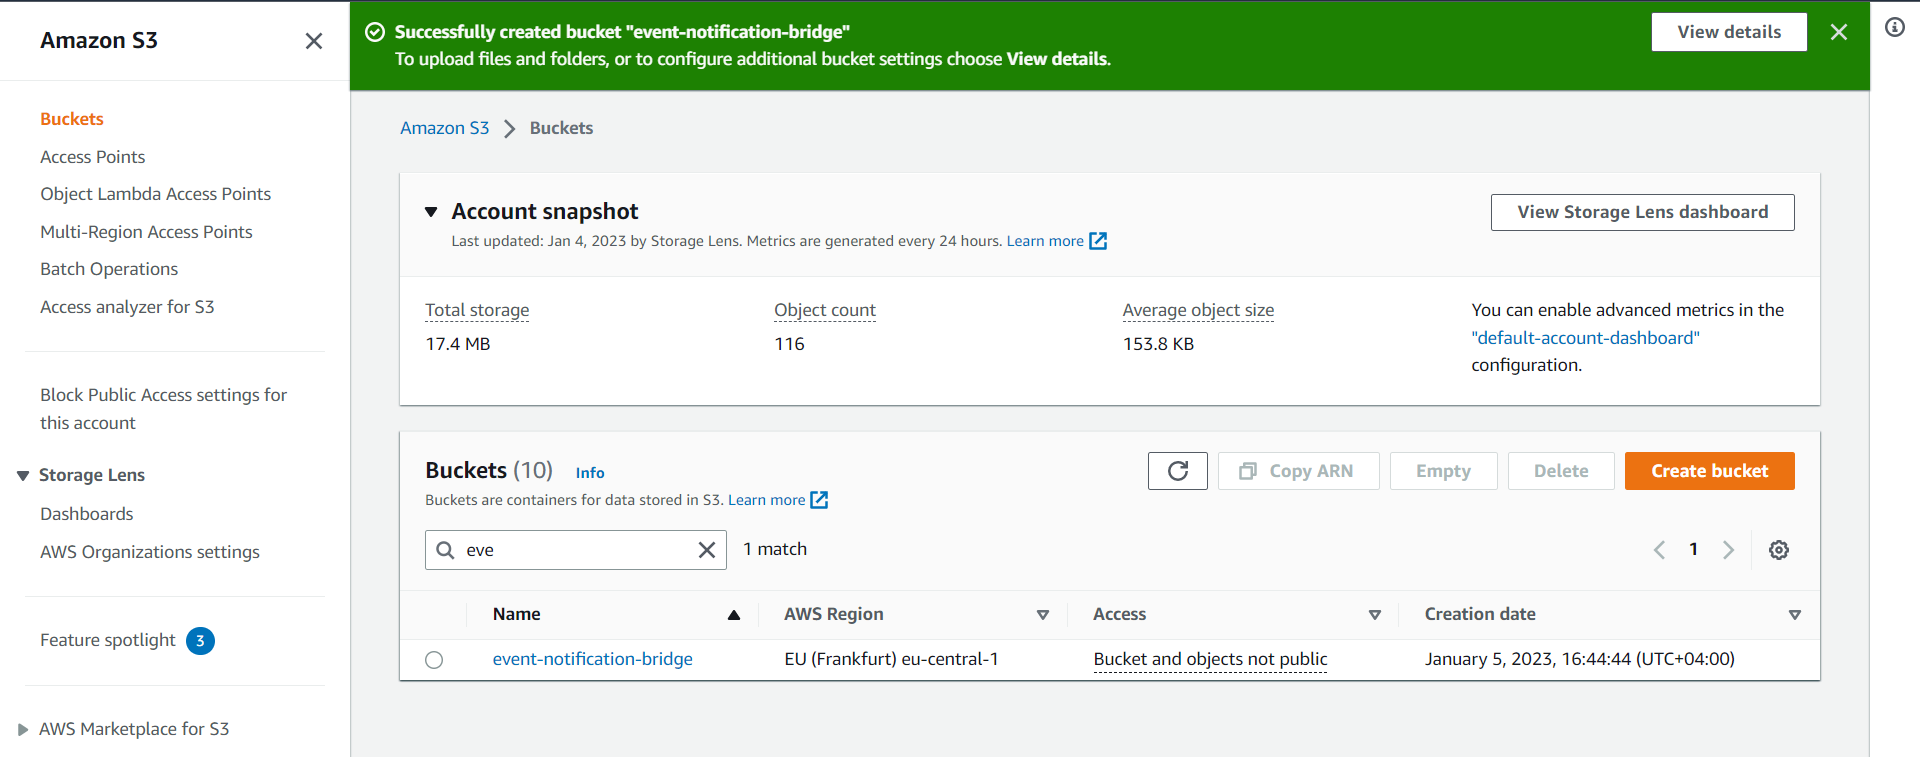 Amazon S3
Buckets
Access Points
Object Lambda Access Points
Multi-Region Access Points
Batch Operations
Access analyzer for S3
Block Public Access settings for
this account
Storage Lens
Dashboards
AWS Organizations settings
Feature spotlight 3
AWS Marketplace for S3
Successfully created bucket "event-notification-bridge"
To upload files and folders, or to configure additional bucket settings choose View details.
View details
Amazon S3 Buckets
Account snapshot
Last updated: Jan 4, 2023 by Storage Lens. Metrics are generated every 24 hours. Learn more
View Storage Lens dashboard
Total storage
17.4 MB
Object count
116
Average object size
153.8 KB
You can enable advanced metrics in the
"default-account-dashboard"
configuration.
Buckets (10) Info
Buckets are containers for data stored in S3. Learn more
Copy ARN Empty Delete Create bucket
eve 1 match
1
Name AWS Region Access Creation date
event-notification-bridge EU (Frankfurt) eu-central-1 Bucket and objects not public January 5, 2023, 16:44:44 (UTC+04:00)